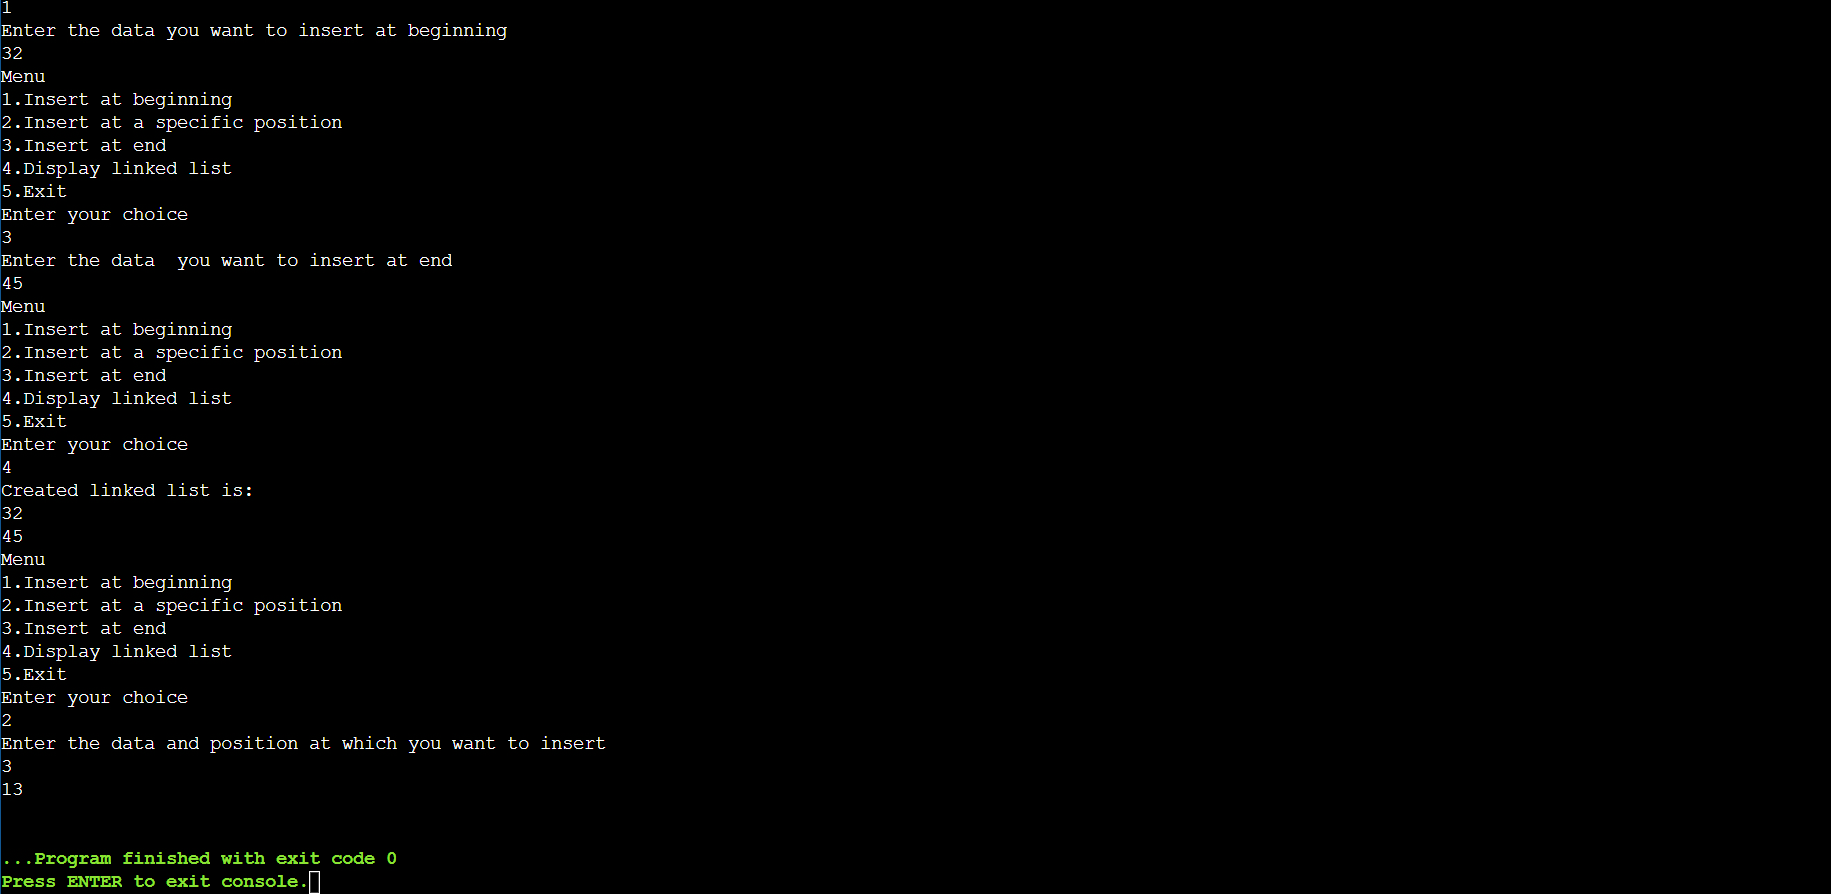 1
Enter the data you want to insert at beginning
32
Menu
1.Insert at beginning
2.Insert at a specific position
3.Insert at end
4.Display linked list
5.Exit
Enter your choice
3
Enter the data  you want to insert at end
45
Menu
1.Insert at beginning
2.Insert at a specific position
3.Insert at end
4.Display linked list
5.Exit
Enter your choice
4
Created linked list is:
32
45
Menu
1.Insert at beginning
2.Insert at a specific position
3.Insert at end
4.Display linked list
5.Exit
Enter your choice
2
Enter the data and position at which you want to insert
3
13
...Program finished with exit code 0
Press ENTER to exit console.